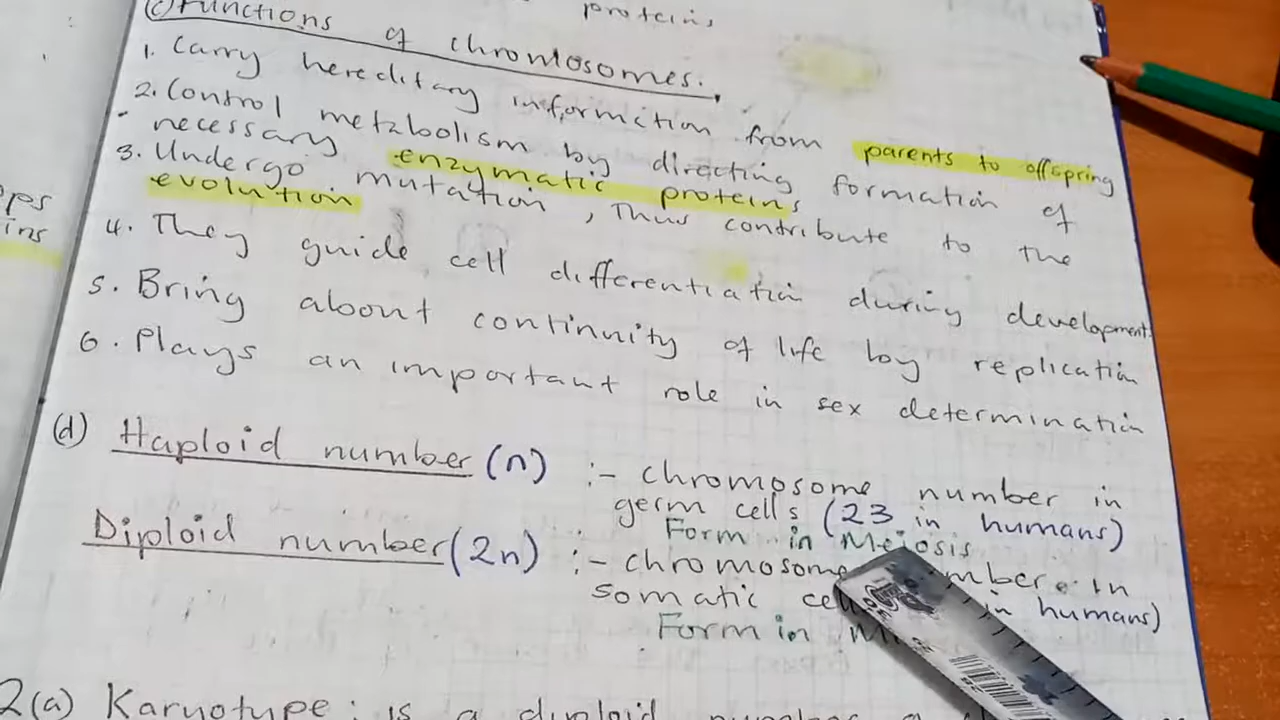 proteins
(c) Functions of chromosomes.
1. Carry hereditary information from parents to offspring
2. Control metabolism by directing formation of
necessary enzymatic proteins
3. Undergo mutation, Thus contribute to the
evolution
4. They guide cell differentiation during development
5. Bring about continuity of life by replication
6. Plays an important role in sex determination
(d) Haploid number (n) :- chromosome number in
germ cells (23 in humans)
Form in Meiosis
Diploid number (2n) :- chromosome in
somatic in humans)
Form in
2(a) Karyotype: is a diploid